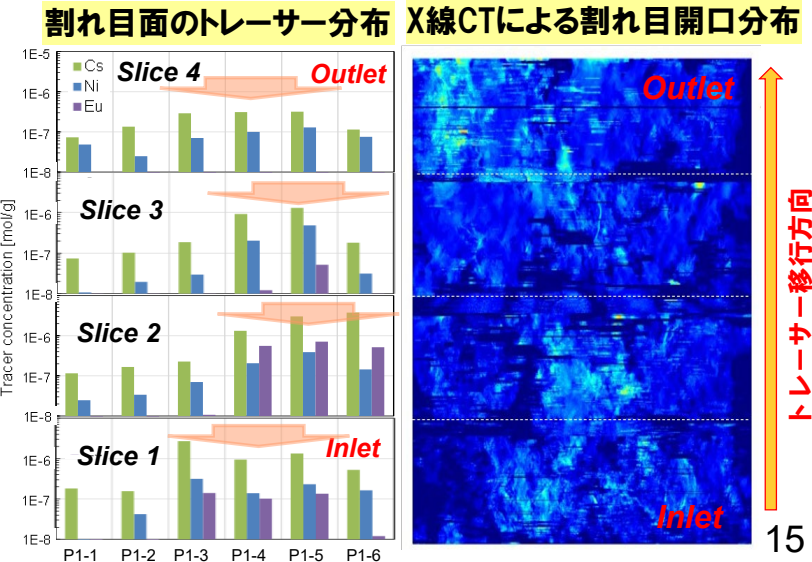 割れ目面のトレーサー分布
X線CTによる割れ目開口分布
Tracer concentration [mol/g]
1E-5
1E-6
1E-7
1E-8
Cs
Ni
Eu
Slice 4
Outlet
1E-6
1E-7
1E-8
Slice 3
1E-6
1E-7
1E-8
Slice 2
1E-6
1E-7
1E-8
Slice 1
Inlet
P1-1 P1-2 P1-3 P1-4 P1-5 P1-6
Outlet
Inlet
トレーサー移行方向
15